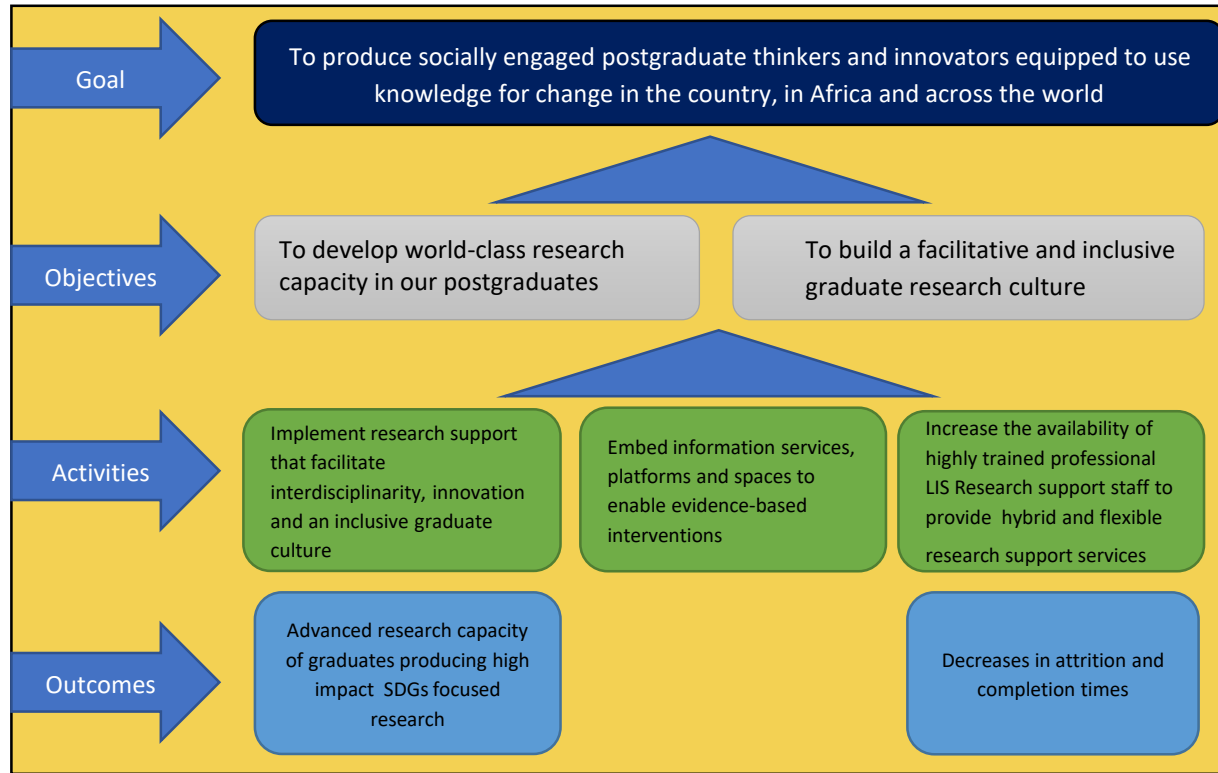 Goal
To produce socially engaged postgraduate thinkers and innovators equipped to use
knowledge for change in the country, in Africa and across the world
Objectives
To develop world-class research
capacity in our postgraduates
To build a facilitative and inclusive
graduate research culture
Activities
Implement research support
that facilitate
interdisciplinarity, innovation
and an inclusive graduate
culture
Embed information services,
platforms and spaces to
enable evidence-based
interventions
Increase the availability of
highly trained professional
LIS Research support staff to
provide hybrid and flexible
research support services
Outcomes
Advanced research capacity
of graduates producing high
impact SDGs focused
research
Decreases in attrition and
completion times